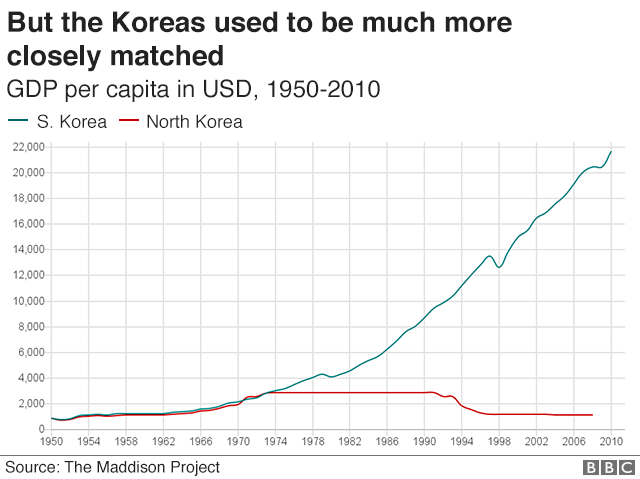 But the Koreas used to be much more
closely matched
GDP per capita in USD, 1950-2010
S. Korea North Korea
22,000
20,000
18,000
16,000
14,000
12,000
10,000
8,000
6,000
4,000
2,000
0
1950 1954 1958 1962 1966 1970 1974 1978 1982 1986 1990 1994 1998 2002 2006 2010
Source: The Maddison Project
BBC